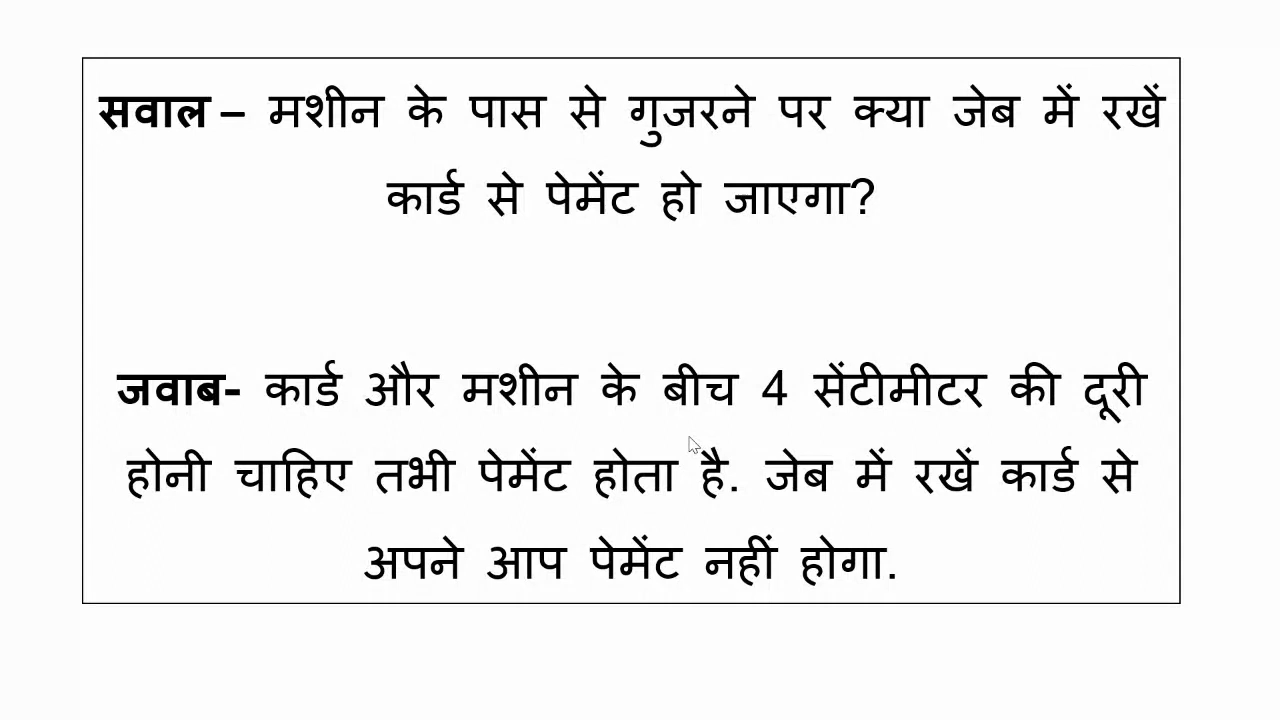 सवाल – मशीन के पास से गुजरने पर क्या जेब में रखें
कार्ड से पेमेंट हो जाएगा?
जवाब- कार्ड और मशीन के बीच 4 सेंटीमीटर की दूरी
होनी चाहिए तभी पेमेंट होता है. जेब में रखें कार्ड से
अपने आप पेमेंट नहीं होगा.